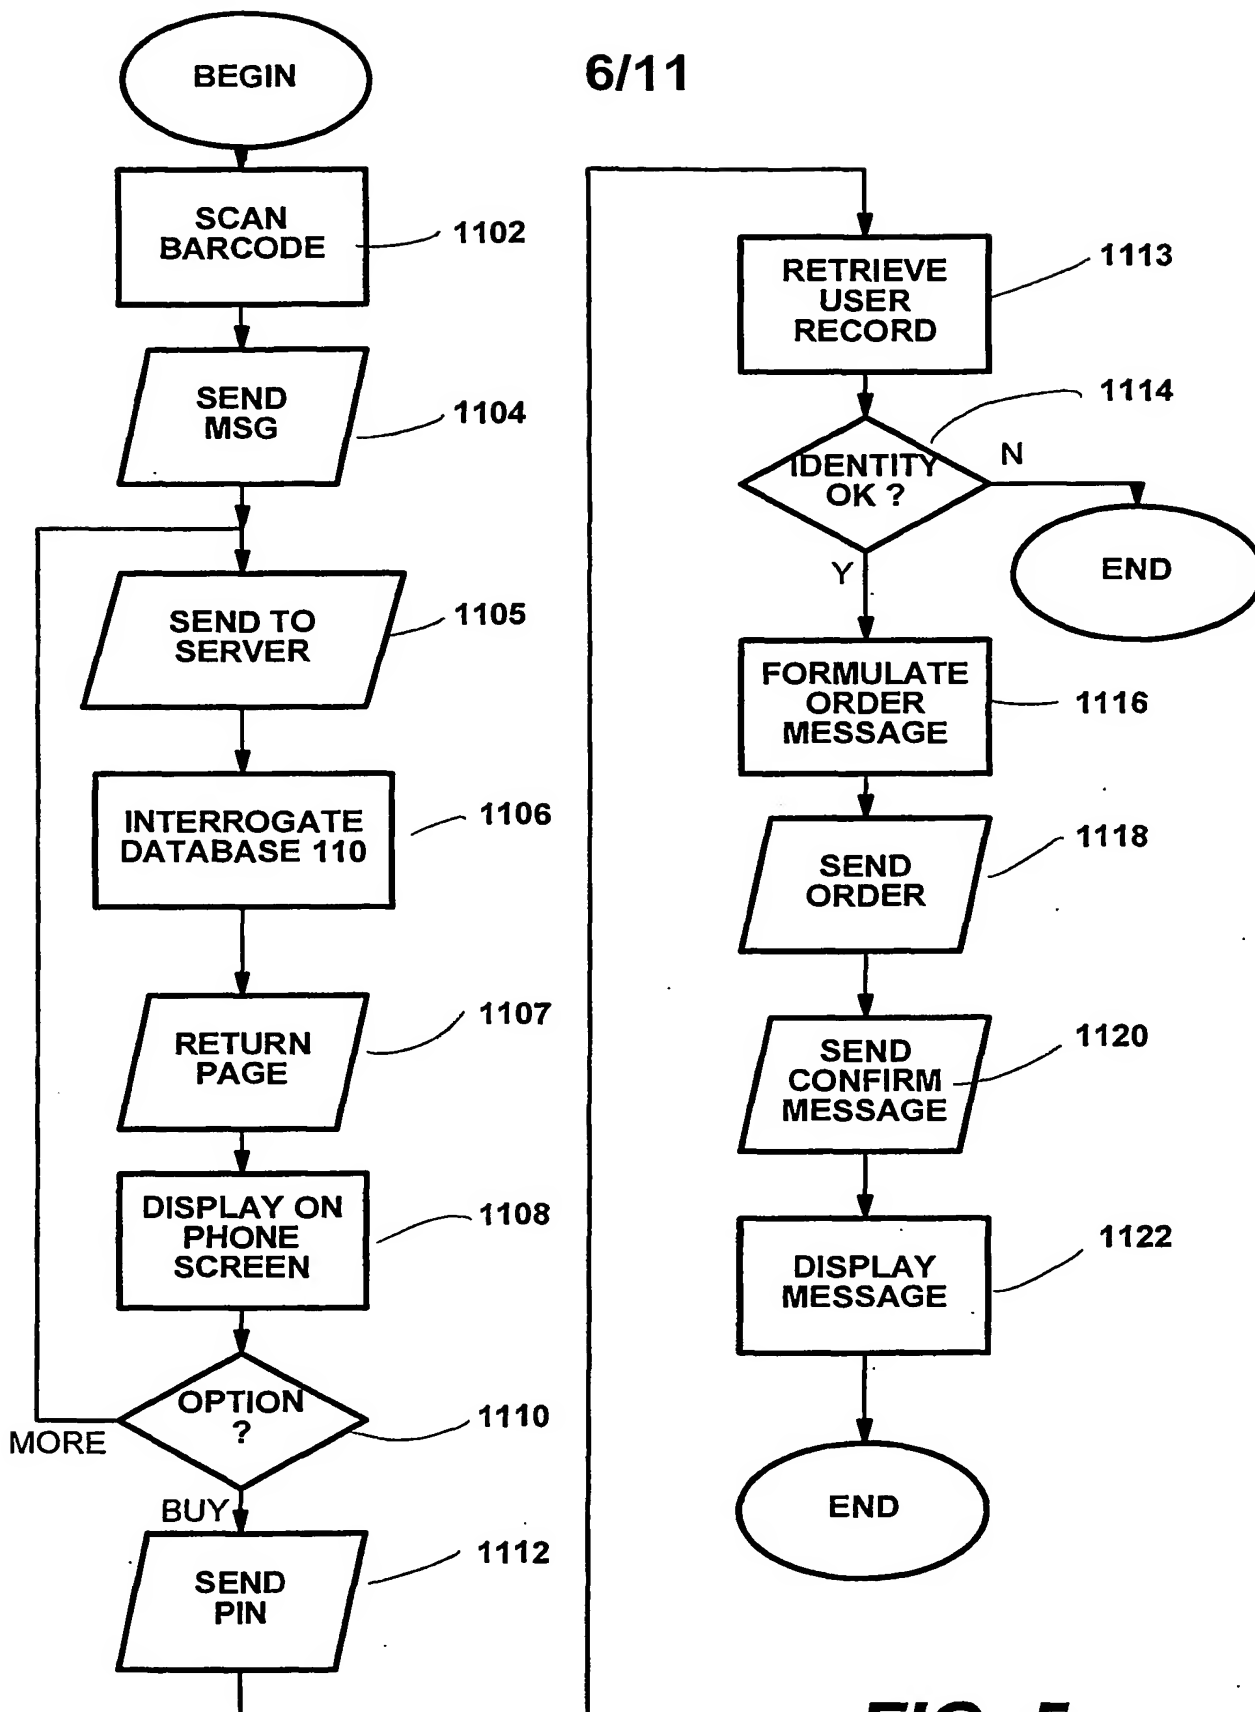 6/11
BEGIN
SCAN
BARCODE
1102
SEND
MSG
1104
SEND TO
SERVER
1105
INTERROGATE
DATABASE 110
1106
RETURN
PAGE
1107
DISPLAY ON
PHONE
SCREEN
1108
OPTION
?
1110
MORE
BUY
SEND
PIN
1112
RETRIEVE
USER
RECORD
1113
IDENTITY
OK ?
1114
N
END
Y
FORMULATE
ORDER
MESSAGE
1116
SEND
ORDER
1118
SEND
CONFIRM
MESSAGE
1120
DISPLAY
MESSAGE
1122
END